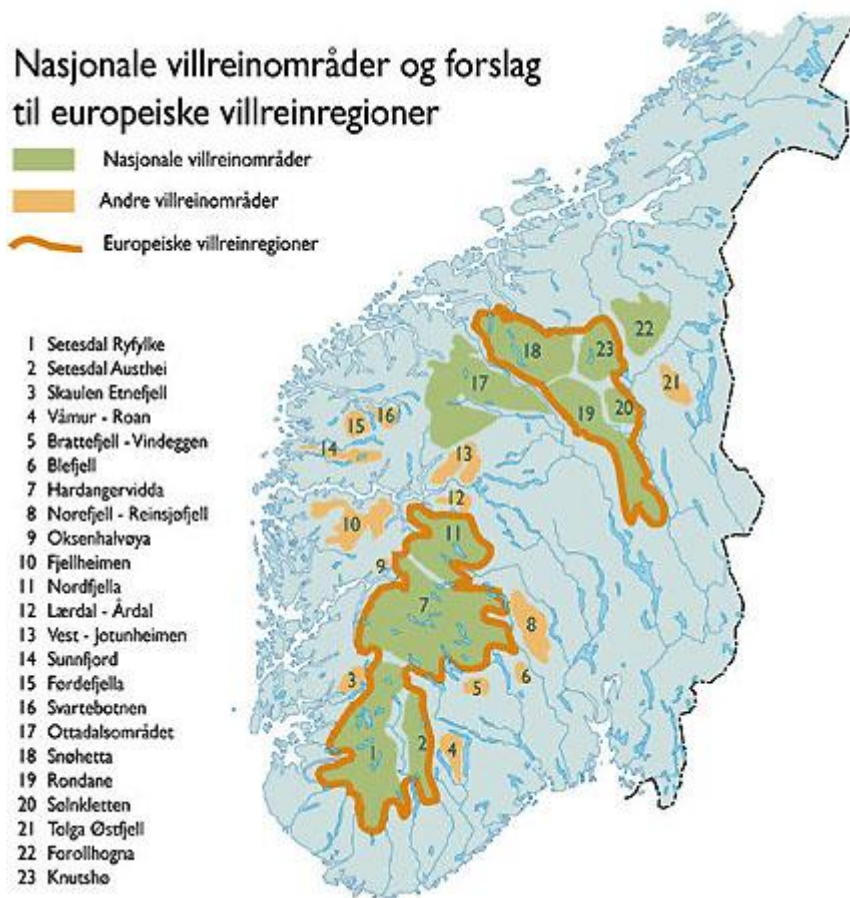 Nasjonale villreinområder og forslag
til europeiske villreinregioner
Nasjonale villreinområder
Andre villreinområder
Europeiske villreinregioner
1 Setesdal Ryfylke
2 Setesdal Austhei
3 Skaulen Etnefjell
4 Våmur - Roan
5 Brattefjell - Vindeggen
6 Blefjell
7 Hardangervidda
8 Norefjell - Reinsjøfjell
9 Oksenhalvøya
10 Fjellheimen
11 Nordfjella
12 Lærdal - Årdal
13 Vest - Jotunheimen
14 Sunnfjord
15 Førdefjella
16 Svartebotnen
17 Ottadalsområdet
18 Snøhetta
19 Rondane
20 Sølnkletten
21 Tolga Østfjell
22 Forollhogna
23 Knutshø
22
18
23
17
21
16
15
19
20
14
13
12
10
11
9
7
8
6
3
5
1
2
4